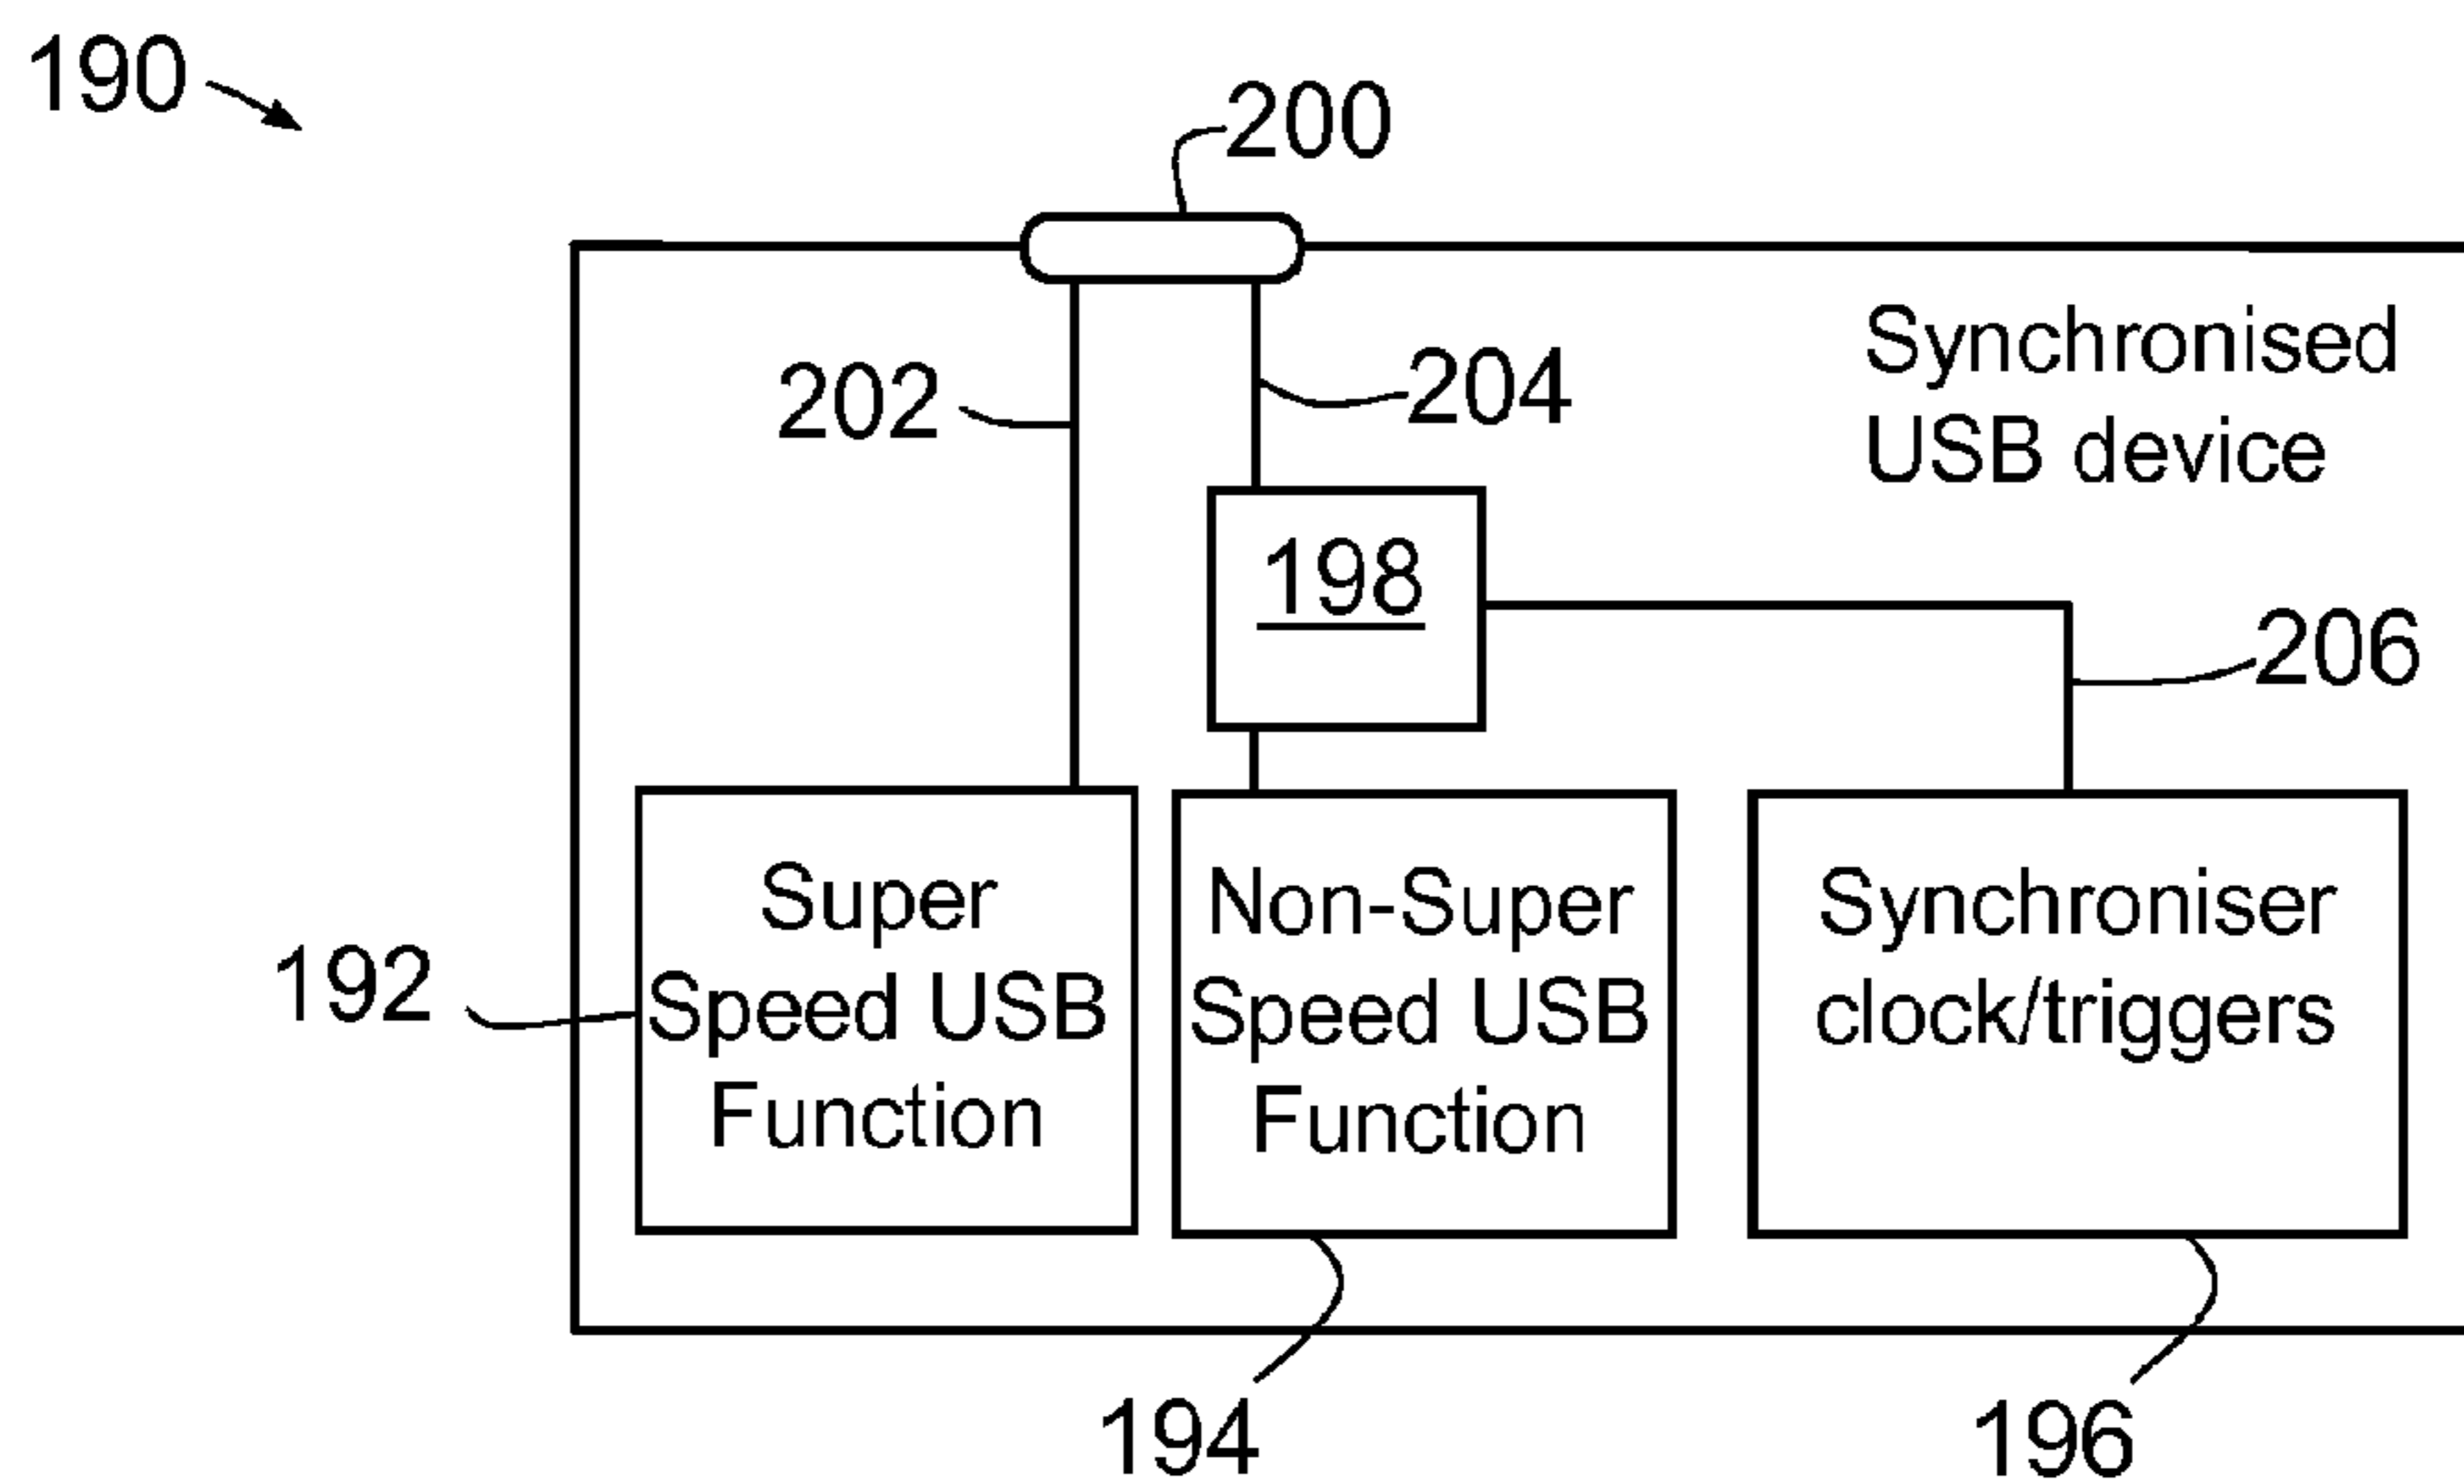 190
200
Synchronised
USB device
202
204
198
206
Super
Speed USB
Function
Non-Super
Speed USB
Function
Synchroniser
clock/triggers
192
194
196